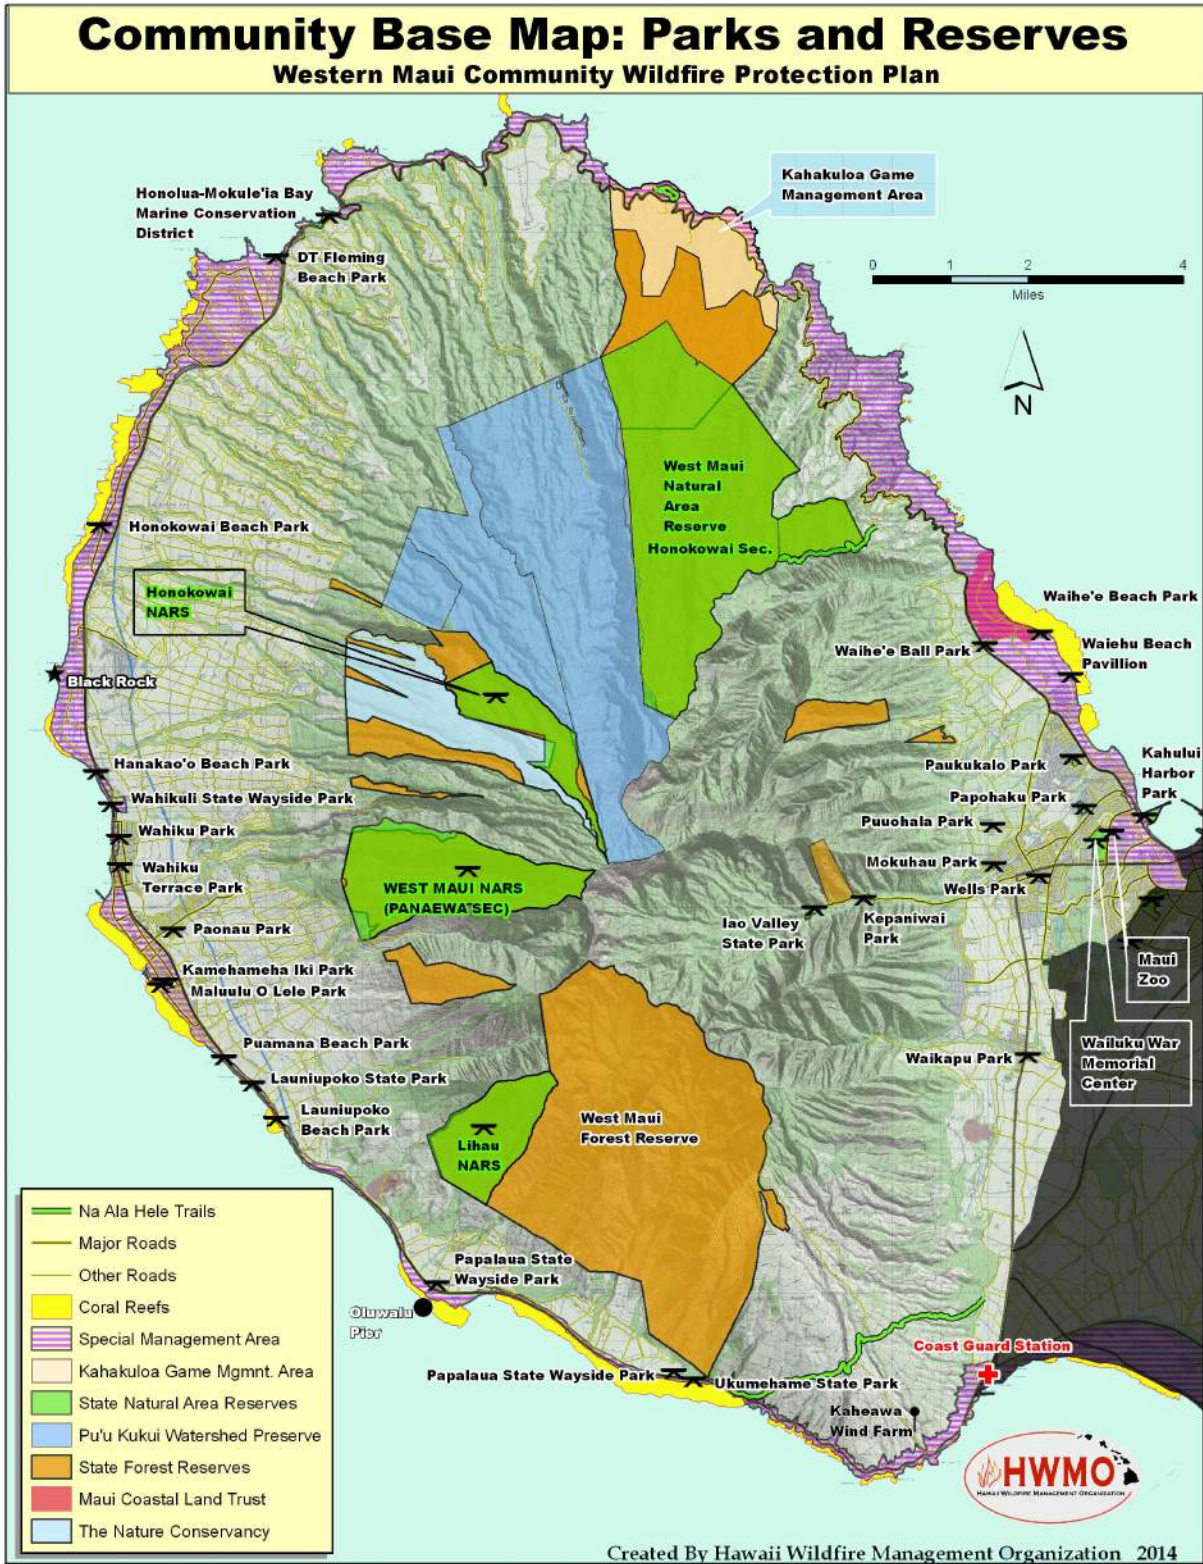 Community Base Map: Parks and Reserves
Western Maui Community Wildfire Protection Plan
Kahakuloa Game
Management Area
Honolua-Mokule'ia Bay
Marine Conservation
District
DT Fleming
Beach Park
0 1 2 4
Miles
N
West Maui
Natural
Area
Reserve
Honokowai Sec.
Honokowai Beach Park
Honokowai
NARS
Waihe'e Beach Park
Waihe'e Ball Park
Waiehu Beach
Pavillion
Black Rock
Hanakao'o Beach Park
Paukukalo Park
Kahului
Harbor
Park
Wahikuli State Wayside Park
Papohaku Park
Wahiku Park
Puuohala Park
Wahiku
Terrace Park
Mokuhau Park
Wells Park
WEST MAUI NARS
(PANAEWA SEC)
Iao Valley
State Park
Kepaniwai
Park
Paonau Park
Maui
Zoo
Kamehameha Iki Park
Maluulu O Lele Park
Puamana Beach Park
Waikapu Park
Wailuku War
Memorial
Center
Launiupoko State Park
Launiupoko
Beach Park
West Maui
Forest Reserve
Lihau
NARS
Papalaua State
Wayside Park
Oluwalu
Pier
Coast Guard Station
Papalaua State Wayside Park
Ukumehame State Park
Kaheawa
Wind Farm
Na Ala Hele Trails
Major Roads
Other Roads
Coral Reefs
Special Management Area
Kahakuloa Game Mgmnt. Area
State Natural Area Reserves
Pu'u Kukui Watershed Preserve
State Forest Reserves
Maui Coastal Land Trust
The Nature Conservancy
HWMO
HAWAII WILDFIRE MANAGEMENT ORGANIZATION
Created By Hawaii Wildfire Management Organization 2014